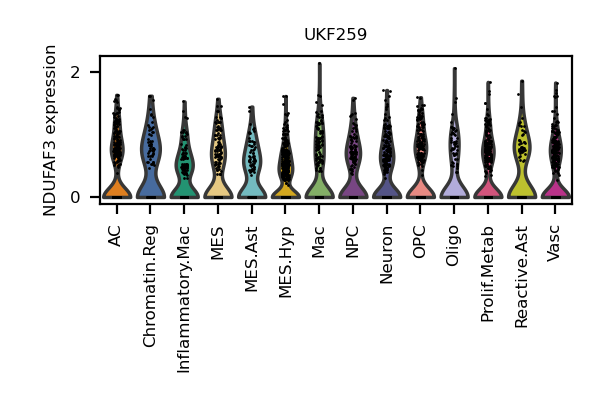 UKF259
NDUFAF3 expression
2
0
AC
Chromatin.Reg
Inflammatory.Mac
MES
MES.Ast
MES.Hyp
Mac
NPC
Neuron
OPC
Oligo
Prolif.Metab
Reactive.Ast
Vasc